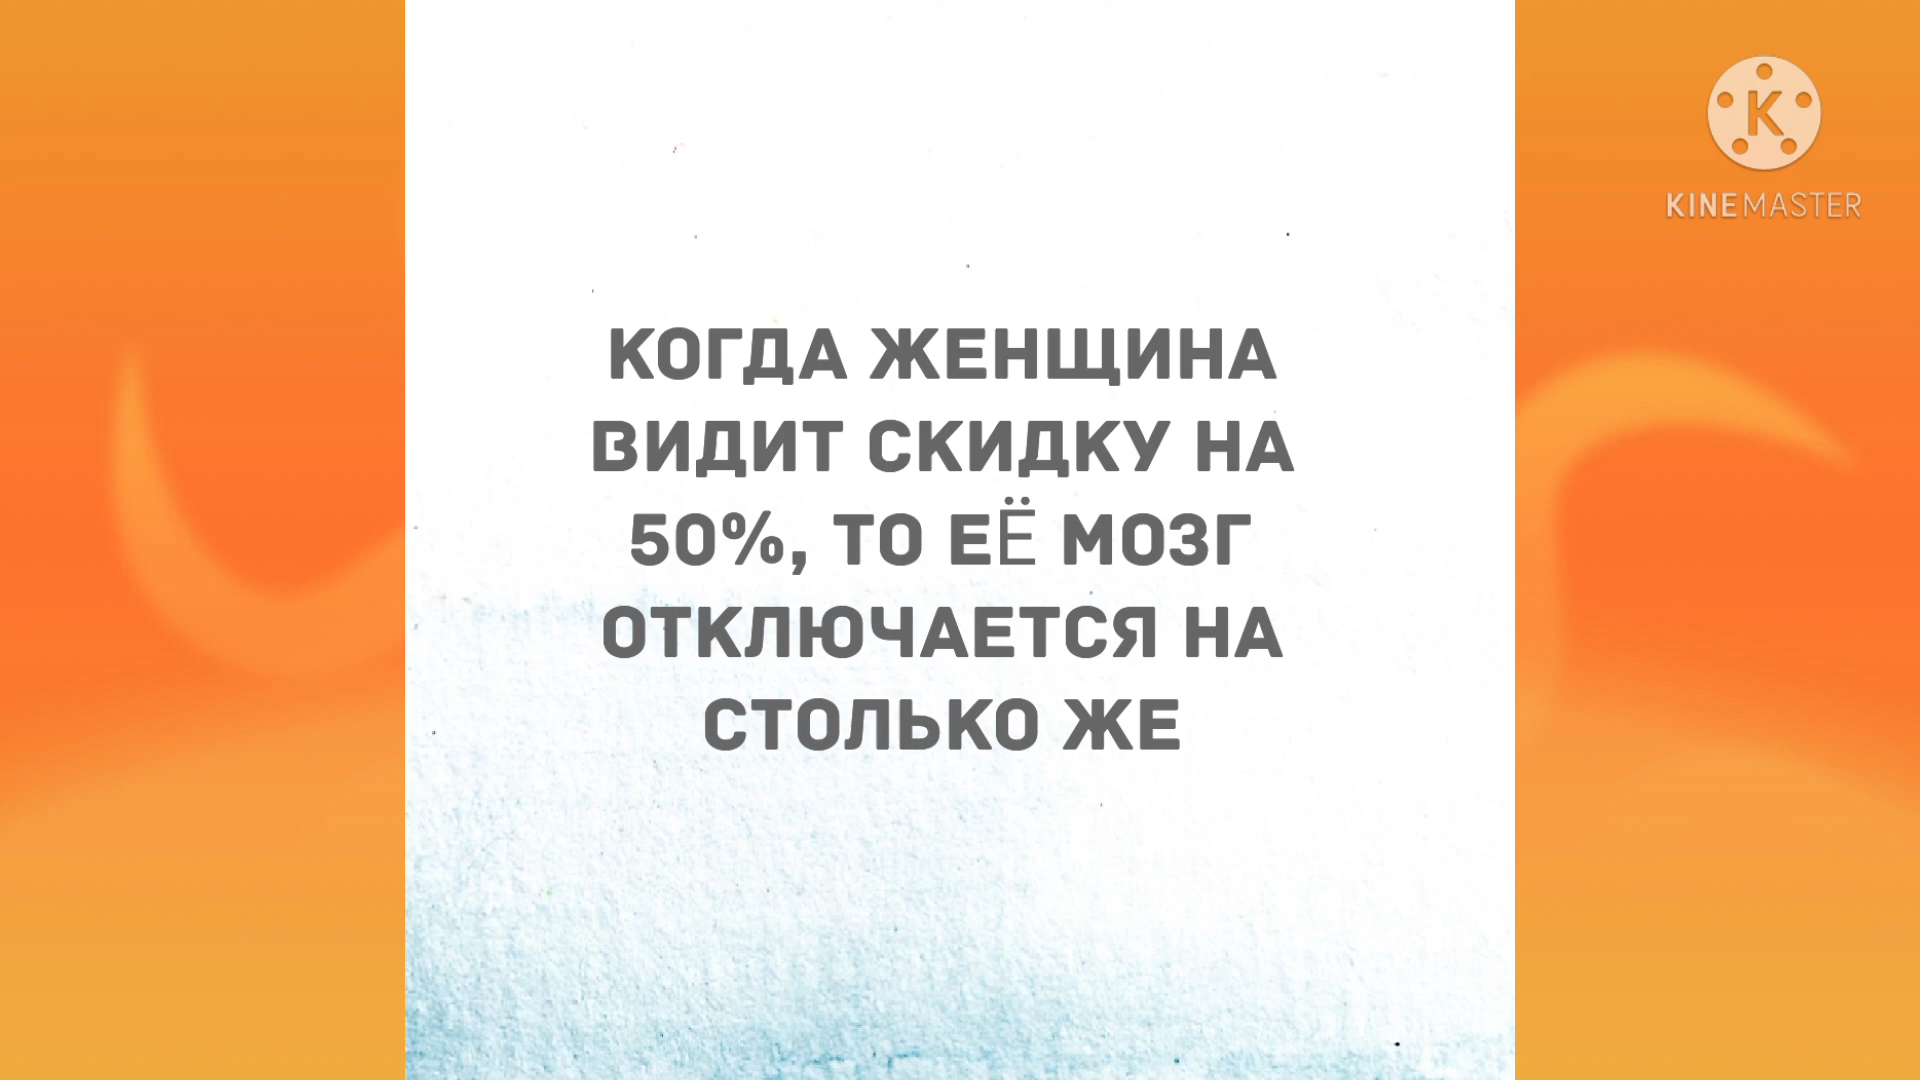 КОГДА ЖЕНЩИНА
ВИДИТ СКИДКУ НА
50%, ТО ЕЁ МОЗГ
ОТКЛЮЧАЕТСЯ НА
СТОЛЬКО ЖЕ
K
KINEMASTER